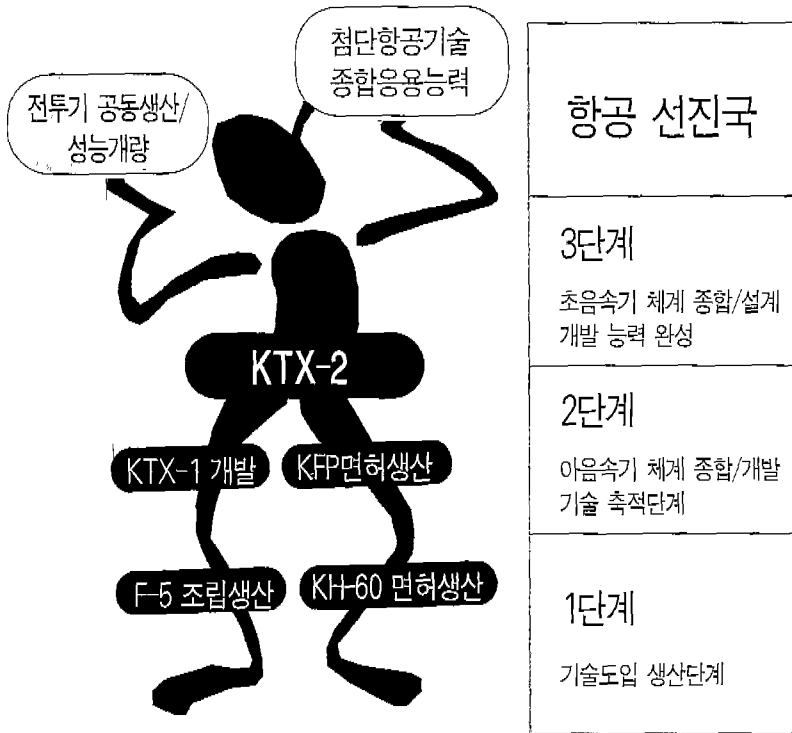 첨단항공기술
종합응용능력
전투기 공동생산/
성능개량
항공 선진국
3단계
초음속기 체계 종합/설계
개발 능력 완성
KTX-2
2단계
아음속기 체계 종합/개발
기술 축적단계
KTX-1 개발
KFP면허생산
F-5 조립생산
KH-60 면허생산
1단계
기술도입 생산단계